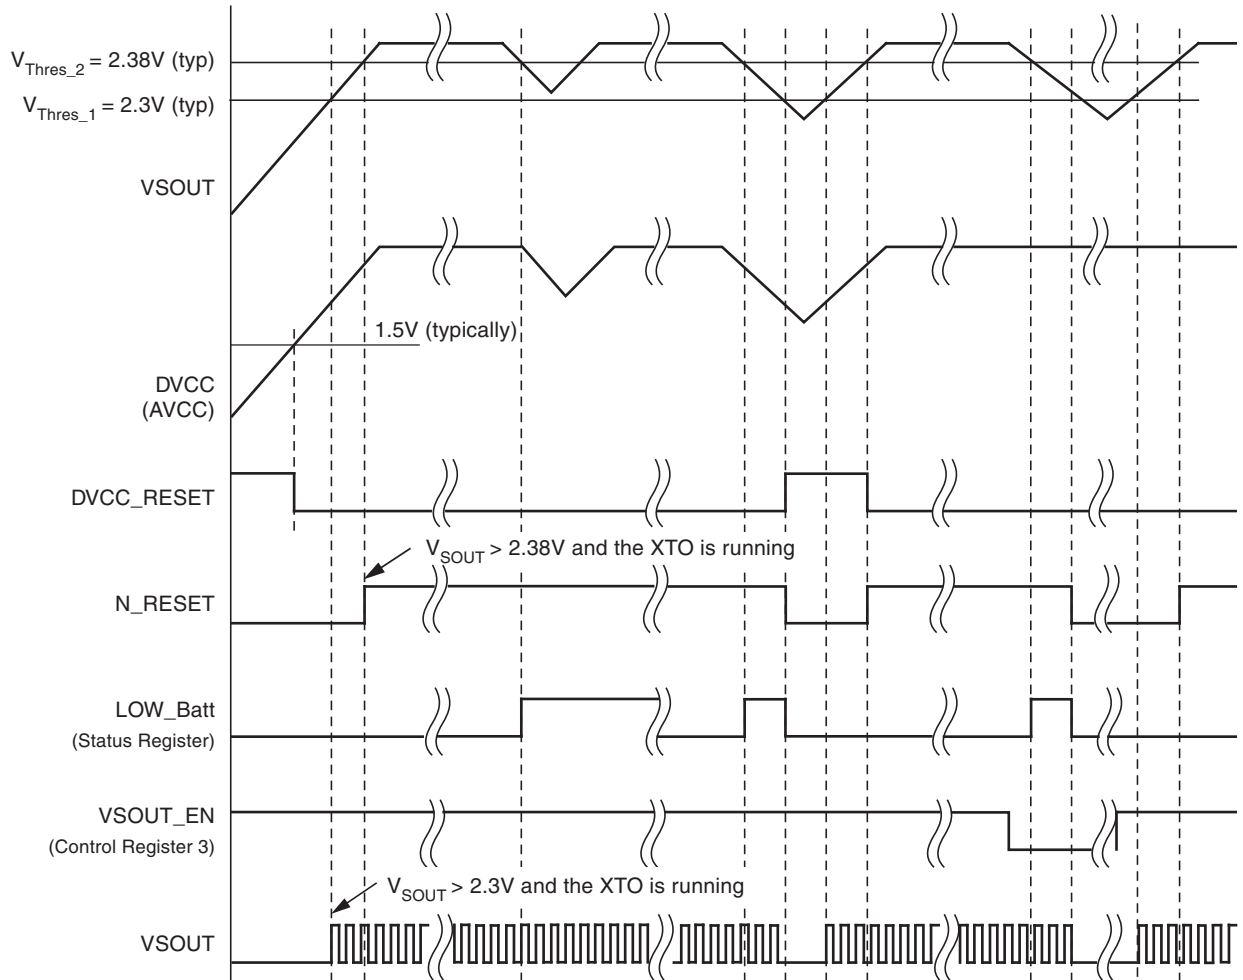 V_Thres_2 = 2.38V (typ)
V_Thres_1 = 2.3V (typ)
VSOUT
1.5V (typically)
DVCC
(AVCC)
DVCC_RESET
V_SOUT > 2.38V and the XTO is running
N_RESET
LOW_Batt
(Status Register)
VSOUT_EN
(Control Register 3)
V_SOUT > 2.3V and the XTO is running
VSOUT